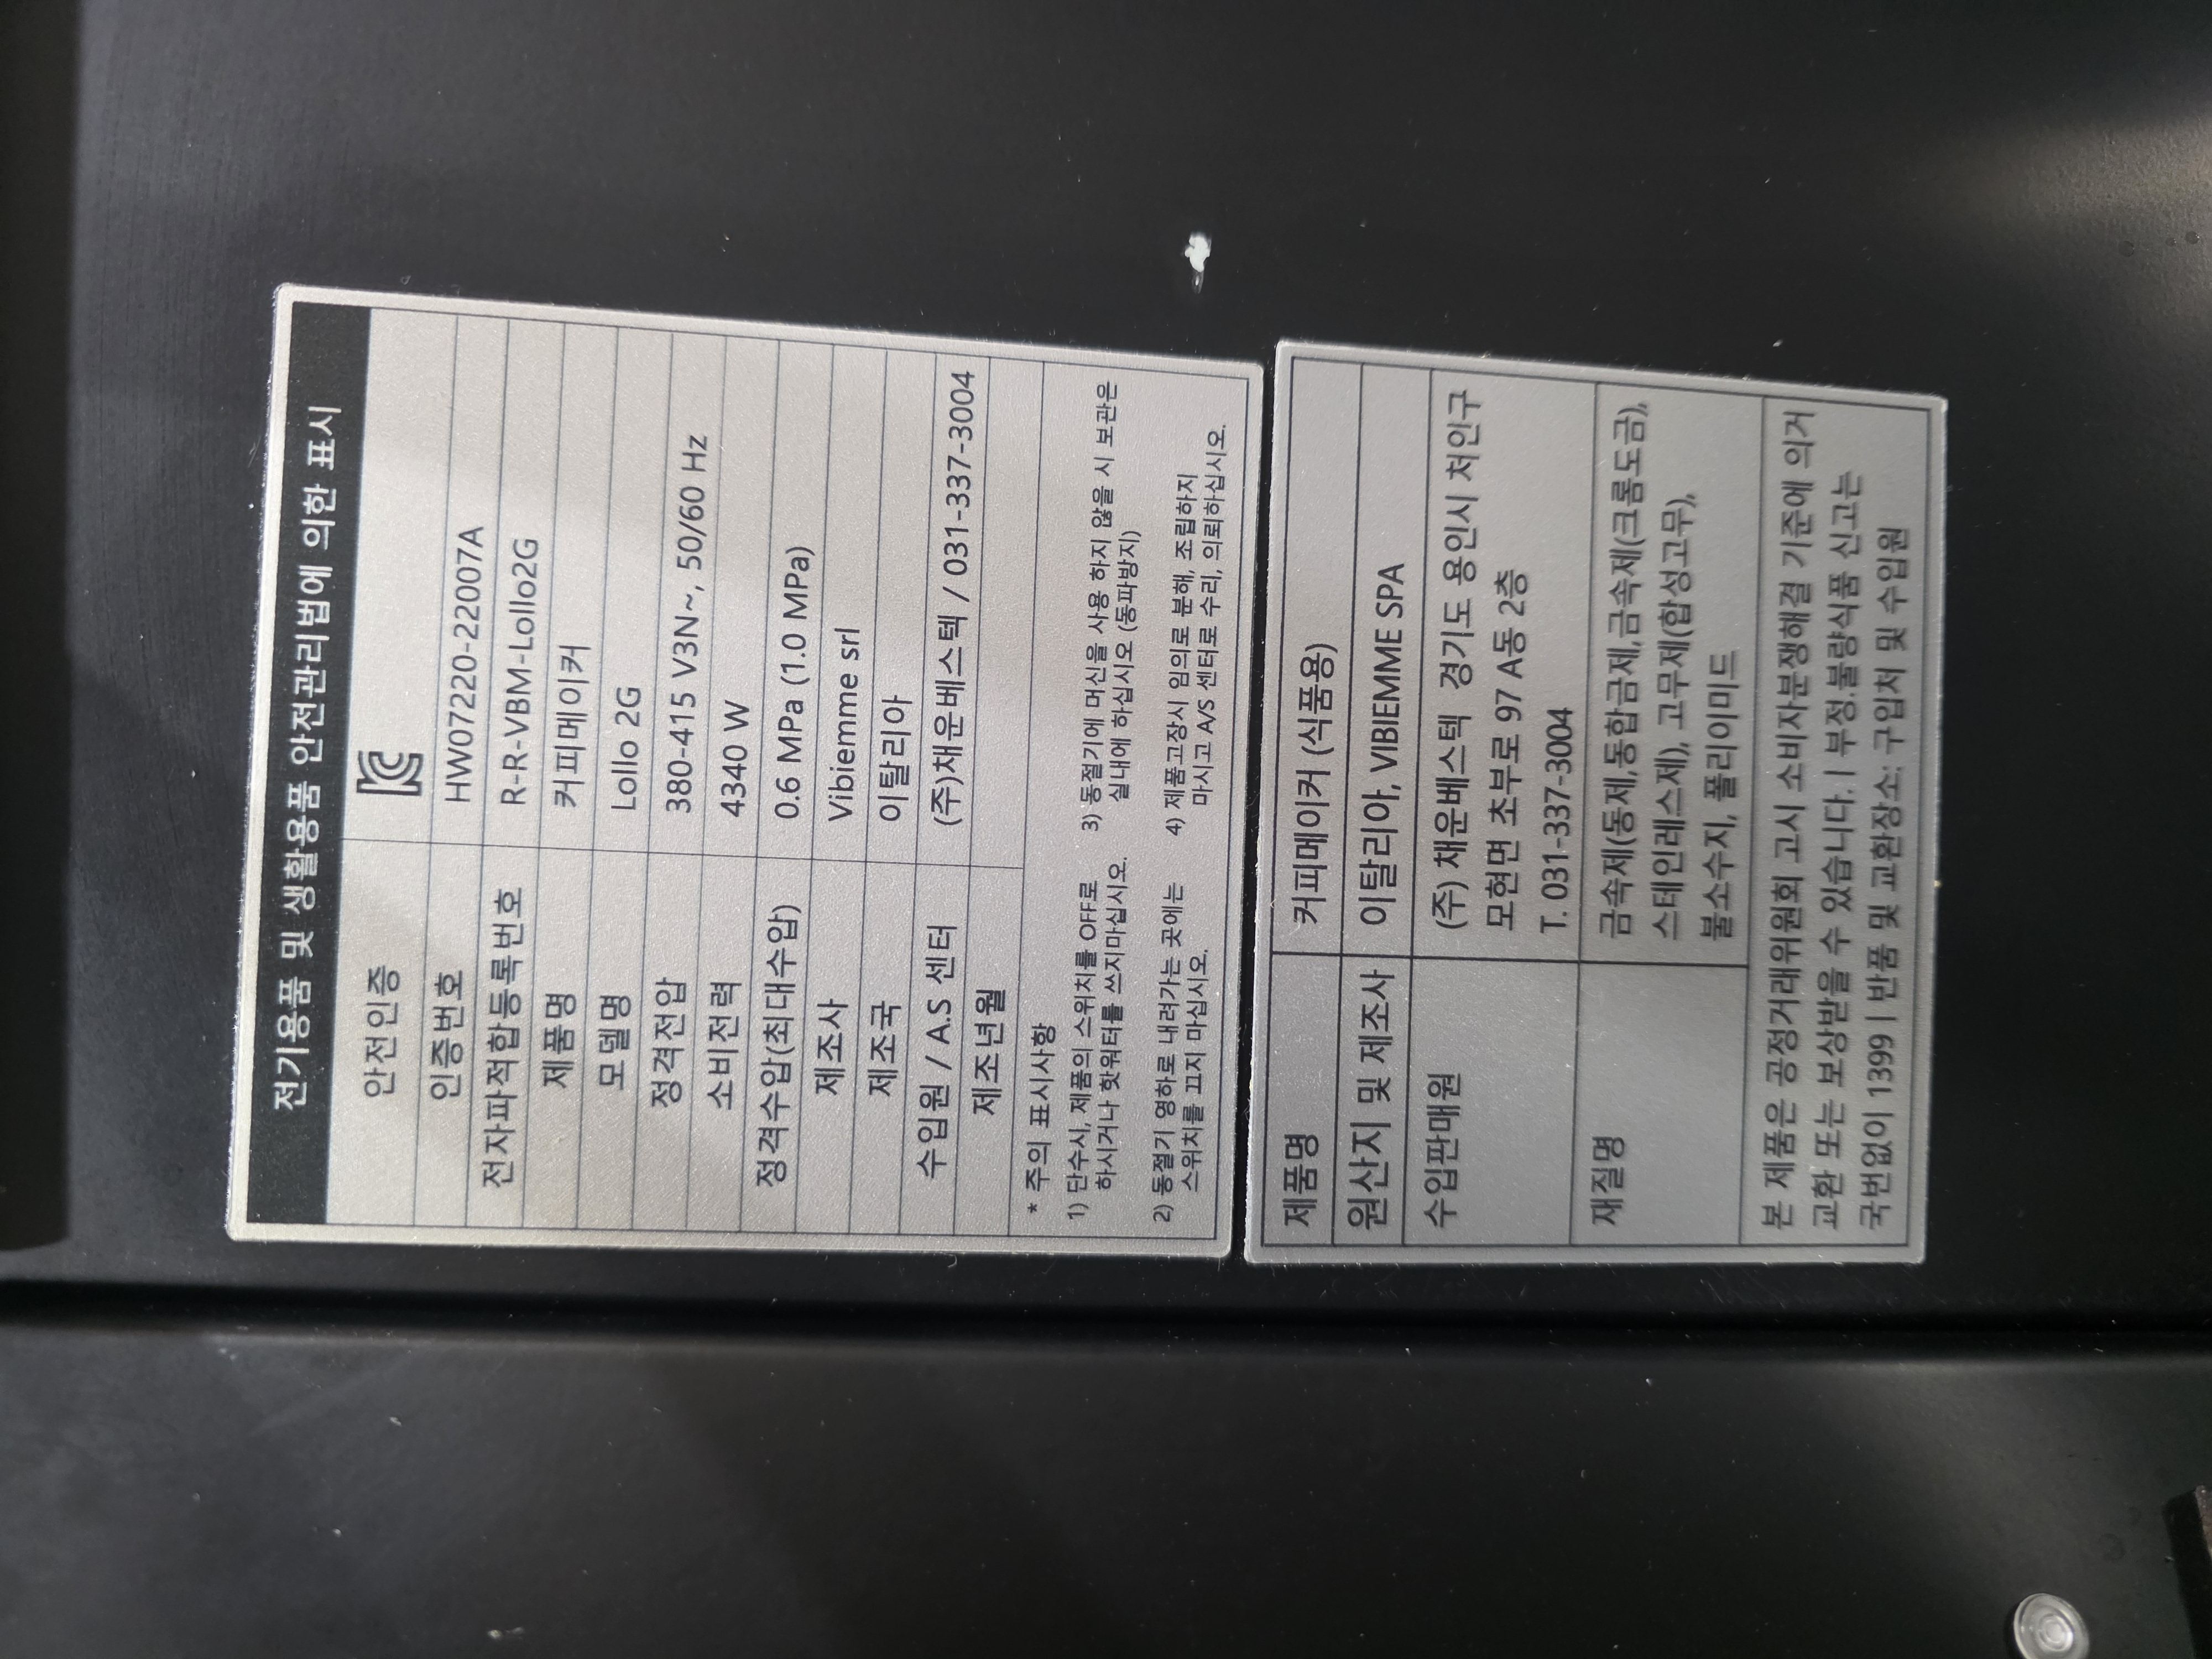 전기용품 및 생활용품 안전관리법에 의한 표시
안전인증 KC
인증번호 HW07220-22007A
전자파적합등록번호 R-R-VBM-Lollo2G
제품명 커피메이커
모델명 Lollo 2G
정격전압 380-415 V3N~, 50/60 Hz
소비전력 4340 W
정격수압(최대수압) 0.6 MPa (1.0 MPa)
제조사 Vibiemme srl
제조국 이탈리아
수입원 / A.S 센터 (주)채운베스텍 / 031-337-3004
제조년월
* 주의 표시사항
1) 단수시, 제품의 스위치를 OFF로
하시거나 핫워터를 쓰지마십시오.
2) 동절기 영하로 내려가는 곳에는
스위치를 끄지 마십시오.
3) 동절기에 머신을 사용 하지 않을 시 보관은
실내에 하십시오 (동파방지)
4) 제품고장시 임의로 분해, 조립하지
마시고 A/S 센터로 수리, 의뢰하십시오.
제품명 커피메이커 (식품용)
원산지 및 제조사 이탈리아, VIBIEMME SPA
수입판매원 (주) 채운베스텍 경기도 용인시 처인구
모현면 초부로 97 A동 2층
T. 031-337-3004
재질명 금속제(동제,동합금제,금속제(크롬도금),
스테인레스제), 고무제(합성고무),
불소수지, 폴리이미드
본 제품은 공정거래위원회 고시 소비자분쟁해결 기준에 의거
교환 또는 보상받을 수 있습니다. | 부정.불량식품 신고는
국번없이 1399 | 반품 및 교환장소: 구입처 및 수입원